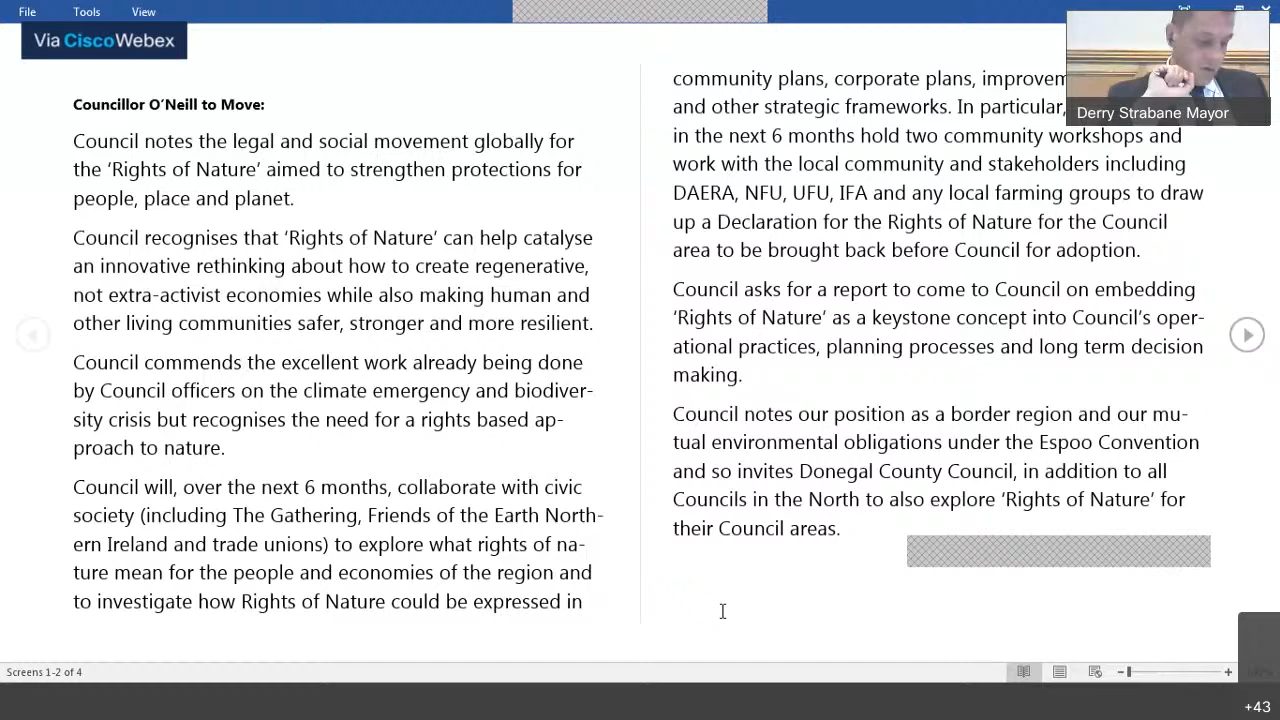 File Tools View
Via Cisco Webex
Councillor O'Neill to Move:
Council notes the legal and social movement globally for
the ‘Rights of Nature’ aimed to strengthen protections for
people, place and planet.
Council recognises that ‘Rights of Nature’ can help catalyse
an innovative rethinking about how to create regenerative,
not extra-activist economies while also making human and
other living communities safer, stronger and more resilient.
Council commends the excellent work already being done
by Council officers on the climate emergency and biodiver-
sity crisis but recognises the need for a rights based ap-
proach to nature.
Council will, over the next 6 months, collaborate with civic
society (including The Gathering, Friends of the Earth North-
ern Ireland and trade unions) to explore what rights of na-
ture mean for the people and economies of the region and
to investigate how Rights of Nature could be expressed in
community plans, corporate plans,
and other strategic frameworks. In particular,
in the next 6 months hold two community workshops and
work with the local community and stakeholders including
DAERA, NFU, UFU, IFA and any local farming groups to draw
up a Declaration for the Rights of Nature for the Council
area to be brought back before Council for adoption.
Council asks for a report to come to Council on embedding
‘Rights of Nature’ as a keystone concept into Council’s oper-
ational practices, planning processes and long term decision
making.
Council notes our position as a border region and our mu-
tual environmental obligations under the Espoo Convention
and so invites Donegal County Council, in addition to all
Councils in the North to also explore ‘Rights of Nature’ for
their Council areas.
Derry Strabane Mayor
Screens 1-2 of 4
+43